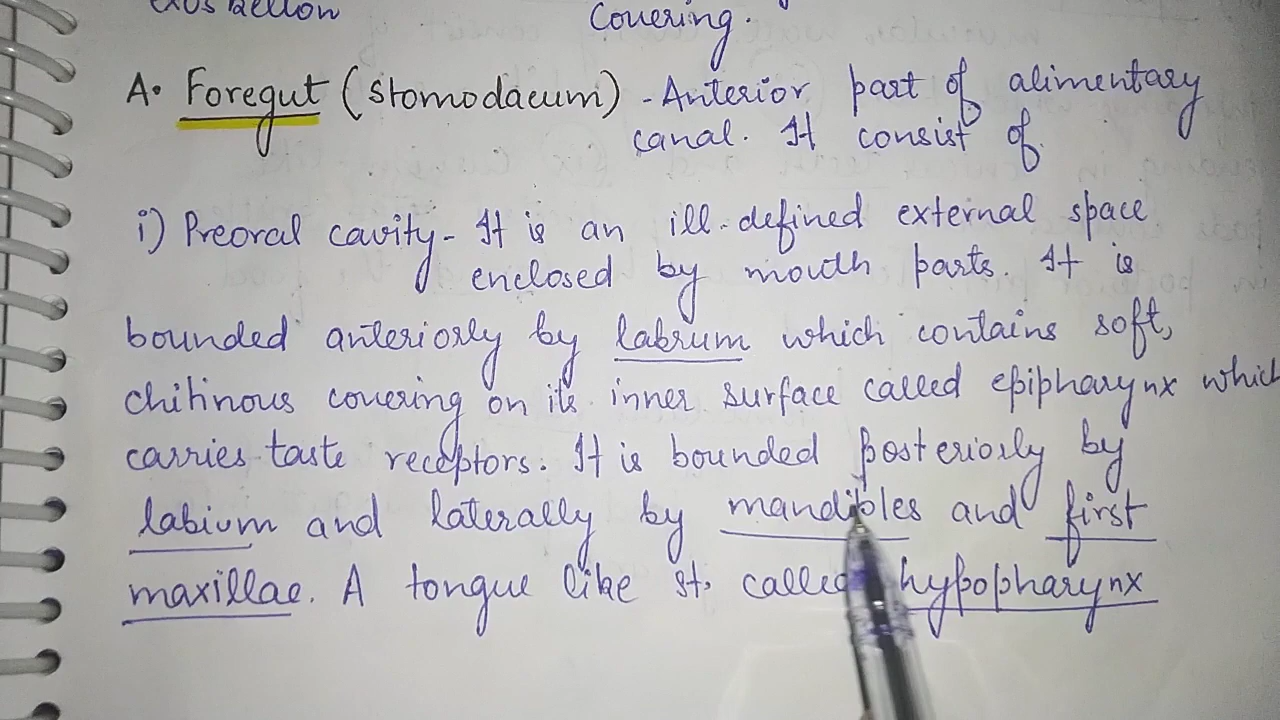 Covering.
A. Foregut (Stomodaeum) - Anterior part of alimentary
canal. It consist of
i) Preoral cavity - It is an ill-defined external space
enclosed by mouth parts. It is
bounded anteriorly by labrum which contains soft,
chitinous covering on its inner surface called epipharynx which
carries taste receptors. It is bounded posteriorly by
labium and laterally by mandibles and first
maxillae. A tongue like st. called hypopharynx